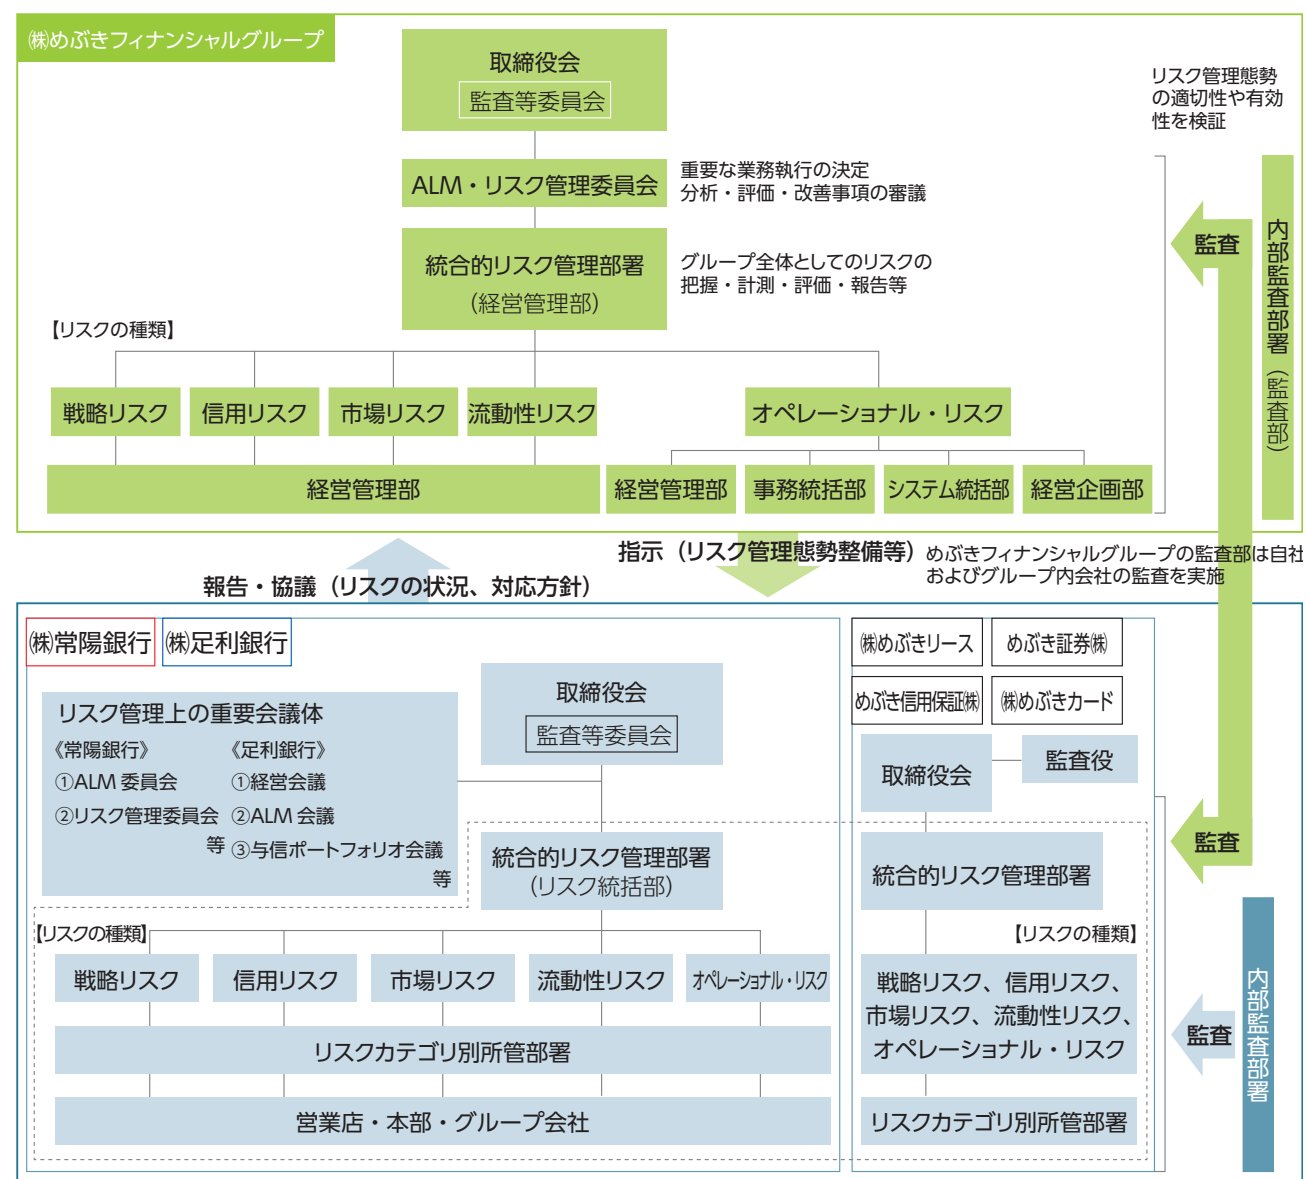 ㈱めぶきフィナンシャルグループ
取締役会
監査等委員会
リスク管理態勢
の適切性や有効
性を検証
ALM・リスク管理委員会
重要な業務執行の決定
分析・評価・改善事項の審議
統合的リスク管理部署
（経営管理部）
グループ全体としてのリスクの
把握・計測・評価・報告等
監査
内部監査部署（監査部）
【リスクの種類】
戦略リスク
信用リスク
市場リスク
流動性リスク
オペレーショナル・リスク
経営管理部
経営管理部
事務統括部
システム統括部
経営企画部
指示（リスク管理態勢整備等）
めぶきフィナンシャルグループの監査部は自社
およびグループ内会社の監査を実施
報告・協議（リスクの状況、対応方針）
㈱常陽銀行
㈱足利銀行
リスク管理上の重要会議体
《常陽銀行》
①ALM 委員会
②リスク管理委員会
等
《足利銀行》
①経営会議
②ALM 会議
③与信ポートフォリオ会議
等
取締役会
監査等委員会
統合的リスク管理部署
（リスク統括部）
【リスクの種類】
戦略リスク
信用リスク
市場リスク
流動性リスク
オペレーショナル・リスク
リスクカテゴリ別所管部署
営業店・本部・グループ会社
㈱めぶきリース
めぶき証券㈱
めぶき信用保証㈱
㈱めぶきカード
取締役会
監査役
統合的リスク管理部署
【リスクの種類】
戦略リスク、信用リスク、
市場リスク、流動性リスク、
オペレーショナル・リスク
リスクカテゴリ別所管部署
監査
監査
内部監査部署